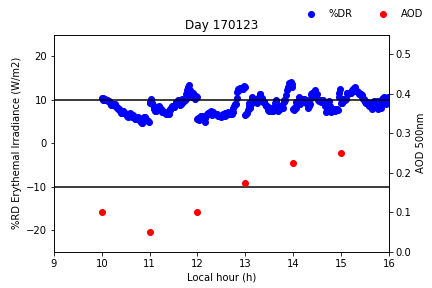 %DR AOD
Day 170123
%RD Erythemal Irradiance (W/m2)
20
10
0
−10
−20
0.5
0.4
0.3
0.2
0.1
0.0
AOD 500nm
9 10 11 12 13 14 15 16
Local hour (h)